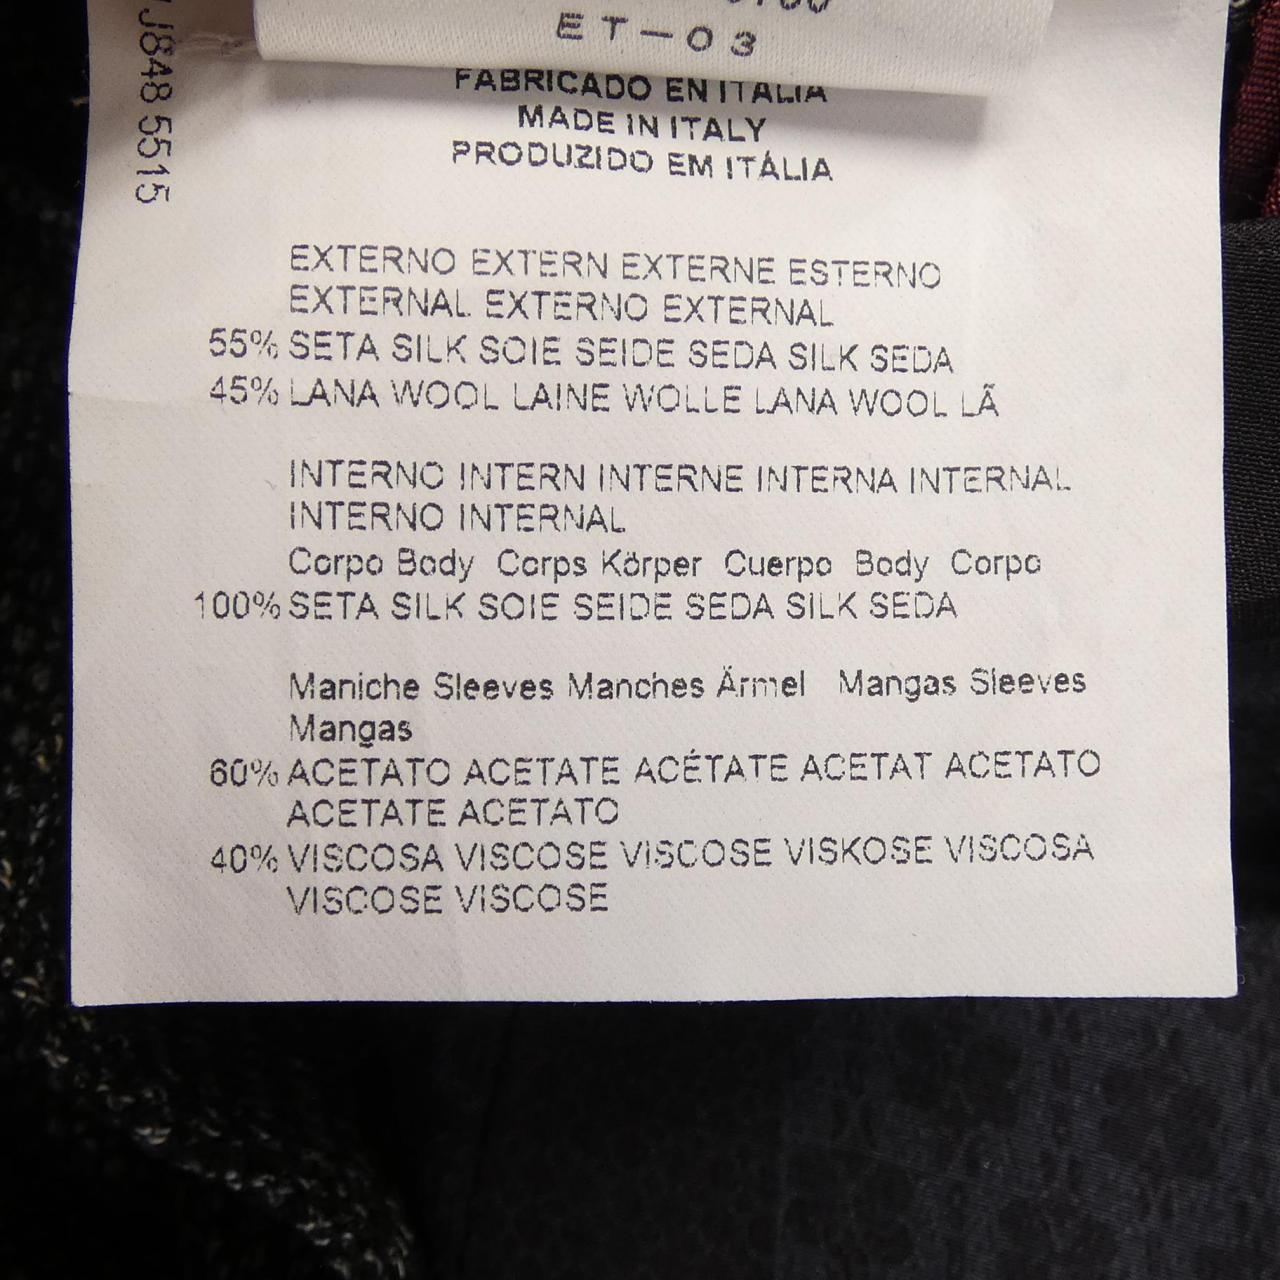 ET-03
FABRICADO EN ITALIA
MADE IN ITALY
PRODUZIDO EM ITÁLIA
J848 5515
EXTERNO EXTERN EXTERNE ESTERNO
EXTERNAL EXTERNO EXTERNAL
55% SETA SILK SOIE SEIDE SEDA SILK SEDA
45% LANA WOOL LAINE WOLLE LANA WOOL LÃ
INTERNO INTERN INTERNE INTERNA INTERNAL
INTERNO INTERNAL
Corpo Body Corps Körper Cuerpo Body Corpo
100% SETA SILK SOIE SEIDE SEDA SILK SEDA
Maniche Sleeves Manches Ärmel Mangas Sleeves
Mangas
60% ACETATO ACETATE ACÉTATE ACETAT ACETATO
ACETATE ACETATO
40% VISCOSA VISCOSE VISCOSE VISKOSE VISCOSA
VISCOSE VISCOSE